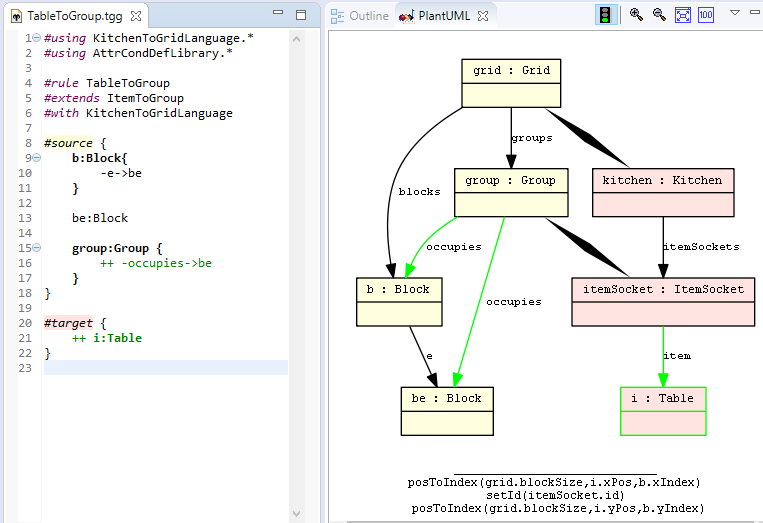 TableToGroup.tgg
1 #using KitchenToGridLanguage.*
2 #using AttrCondDefLibrary.*
3
4 #rule TableToGroup
5 #extends ItemToGroup
6 #with KitchenToGridLanguage
7
8 #source {
9 b:Block{
10 -e->be
11 }
12
13 be:Block
14
15 group:Group {
16 ++ -occupies->be
17 }
18 }
19
20 #target {
21 ++ i:Table
22 }
23
Outline PlantUML 100
grid : Grid
groups
group : Group
kitchen : Kitchen
blocks
occupies
itemSockets
b : Block
itemSocket : ItemSocket
occupies
e
item
be : Block
i : Table
posToIndex(grid.blockSize,i.xPos,b.xIndex)
setId(itemSocket.id)
posToIndex(grid.blockSize,i.yPos,b.yIndex)